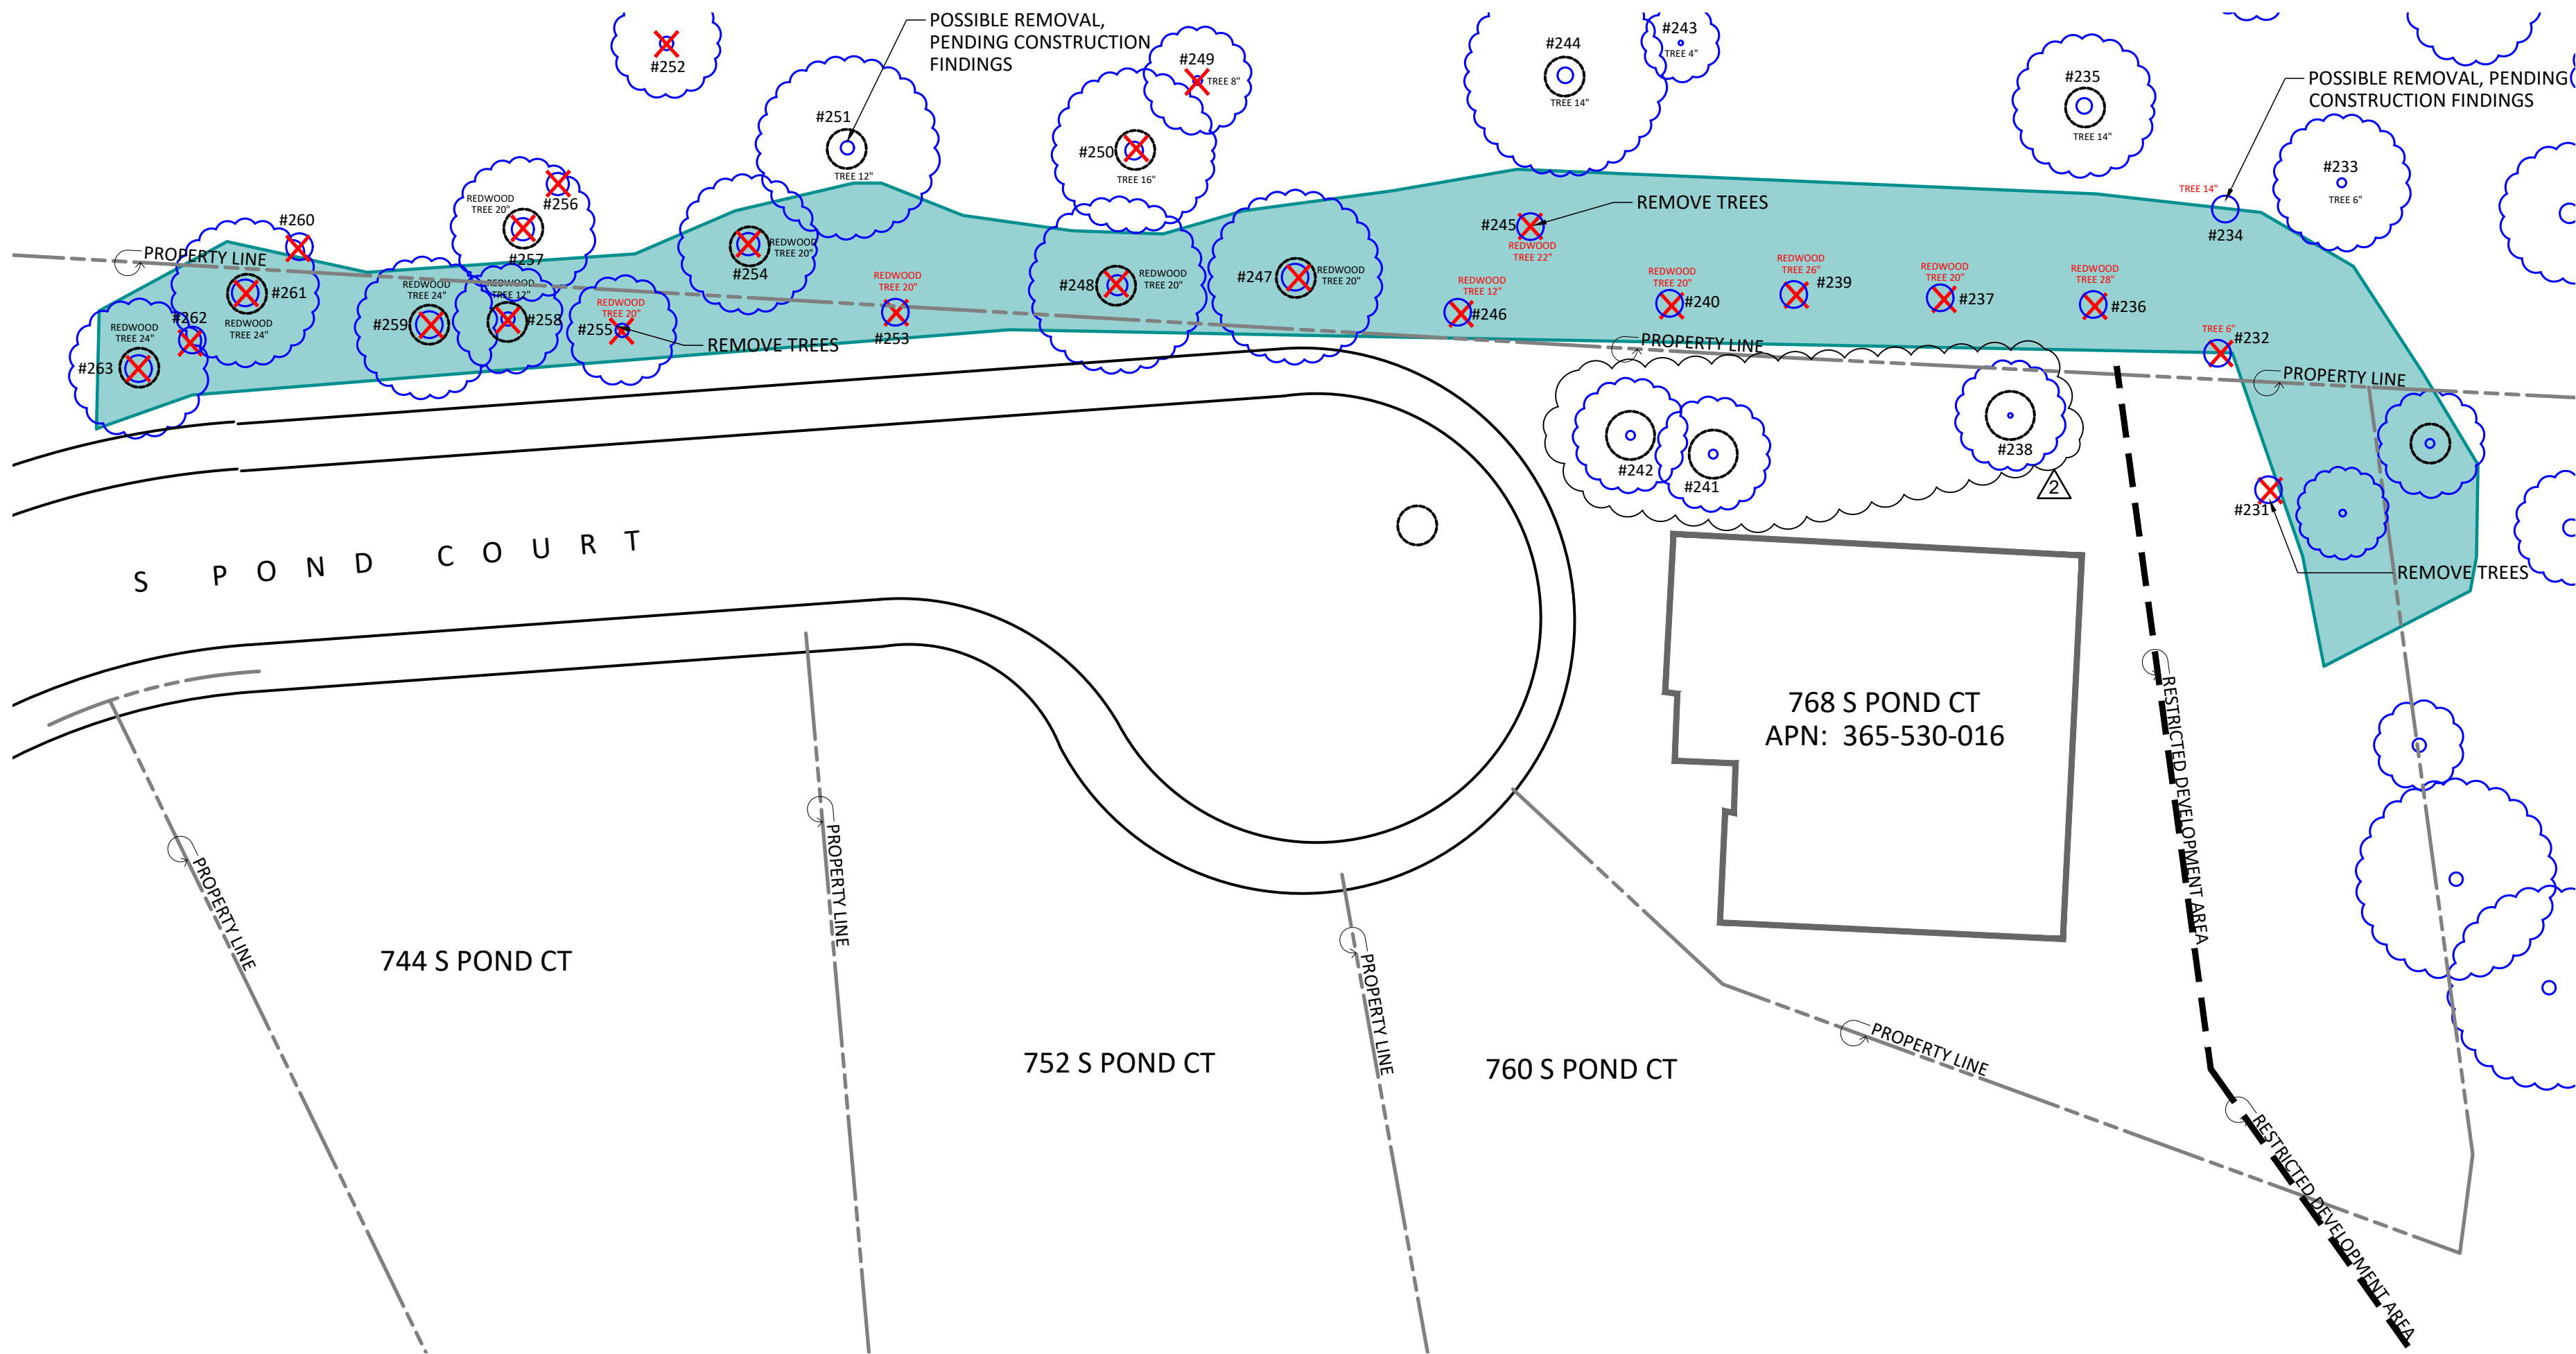 POSSIBLE REMOVAL,
PENDING CONSTRUCTION
FINDINGS
#252
#249
TREE 8"
#251
TREE 12"
#250
TREE 16"
#244
TREE 14"
#243
TREE 4"
#235
TREE 14"
POSSIBLE REMOVAL, PENDING
CONSTRUCTION FINDINGS
#233
TREE 6"
TREE 14"
#234
#260
PROPERTY LINE
REDWOOD
TREE 20"
#256
#257
REDWOOD
TREE 20"
#254
#245
REDWOOD
TREE 22"
REMOVE TREES
#261
REDWOOD
TREE 24"
#262
REDWOOD
TREE 24"
#263
REDWOOD
TREE 24"
#259
REDWOOD
TREE 12"
#258
REDWOOD
TREE 20"
#255
REMOVE TREES
REDWOOD
TREE 20"
#253
#248
REDWOOD
TREE 20"
#247
REDWOOD
TREE 20"
REDWOOD
TREE 12"
#246
REDWOOD
TREE 20"
#240
REDWOOD
TREE 26"
#239
REDWOOD
TREE 20"
#237
REDWOOD
TREE 28"
#236
TREE 6"
#232
PROPERTY LINE
PROPERTY LINE
#242
#241
#238
2
#231
REMOVE TREES
S POND COURT
768 S POND CT
APN: 365-530-016
RESTRICTED DEVELOPMENT AREA
PROPERTY LINE
PROPERTY LINE
PROPERTY LINE
PROPERTY LINE
744 S POND CT
752 S POND CT
760 S POND CT
RESTRICTED DEVELOPMENT AREA